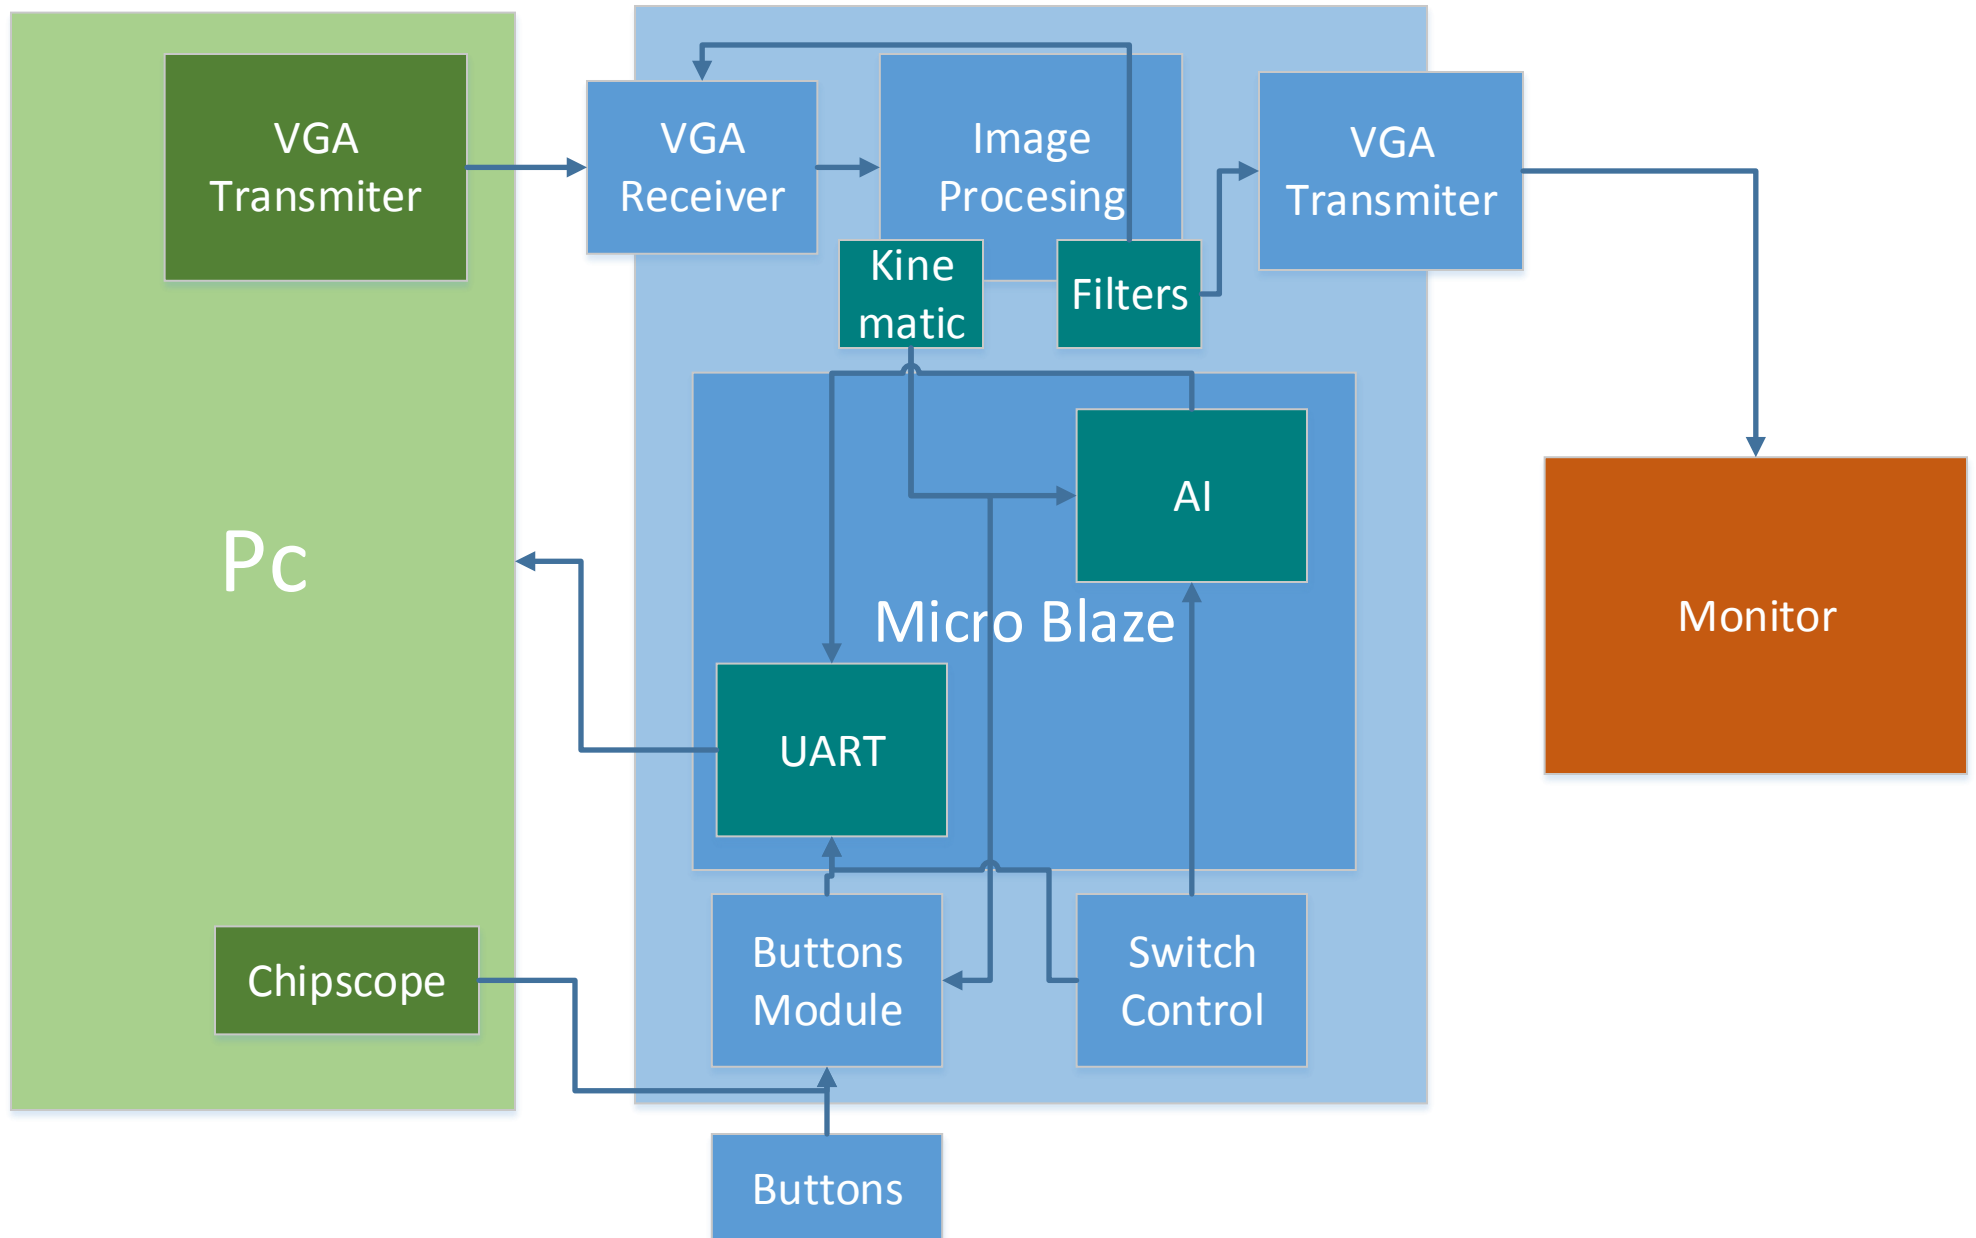 VGA
Transmiter
VGA
Receiver
Image
Procesing
VGA
Transmiter
Kine
matic
Filters
AI
Pc
Micro Blaze
Monitor
UART
Chipscope
Buttons
Module
Switch
Control
Buttons